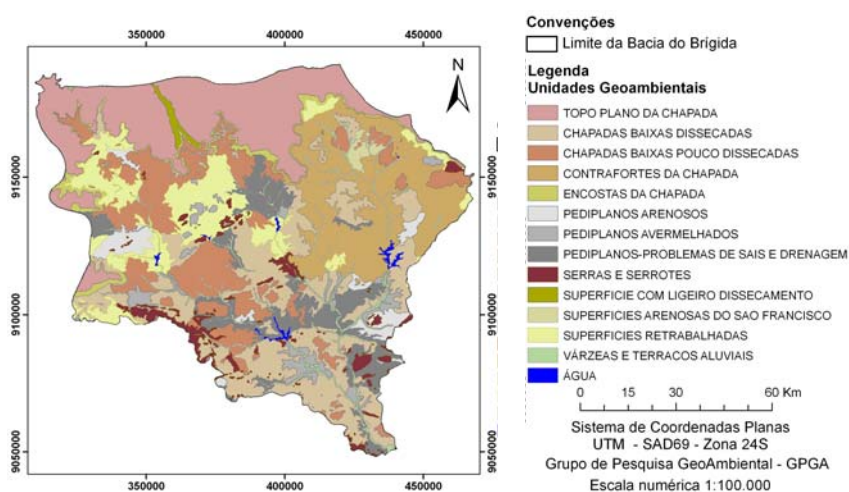 350000 400000 450000
N
9150000
9100000
9050000
9150000
9100000
9050000
350000 400000 450000
Convenções
Limite da Bacia do Brígida
Legenda
Unidades Geoambientais
TOPO PLANO DA CHAPADA
CHAPADAS BAIXAS DISSECADAS
CHAPADAS BAIXAS POUCO DISSECADAS
CONTRAFORTES DA CHAPADA
ENCOSTAS DA CHAPADA
PEDIPLANOS ARENOSOS
PEDIPLANOS AVERMELHADOS
PEDIPLANOS-PROBLEMAS DE SAIS E DRENAGEM
SERRAS E SERROTES
SUPERFICIE COM LIGEIRO DISSECAMENTO
SUPERFICIES ARENOSAS DO SAO FRANCISCO
SUPERFICIES RETRABALHADAS
VÁRZEAS E TERRACOS ALUVIAIS
ÁGUA
0 15 30 60 Km
Sistema de Coordenadas Planas
UTM - SAD69 - Zona 24S
Grupo de Pesquisa GeoAmbiental - GPGA
Escala numérica 1:100.000